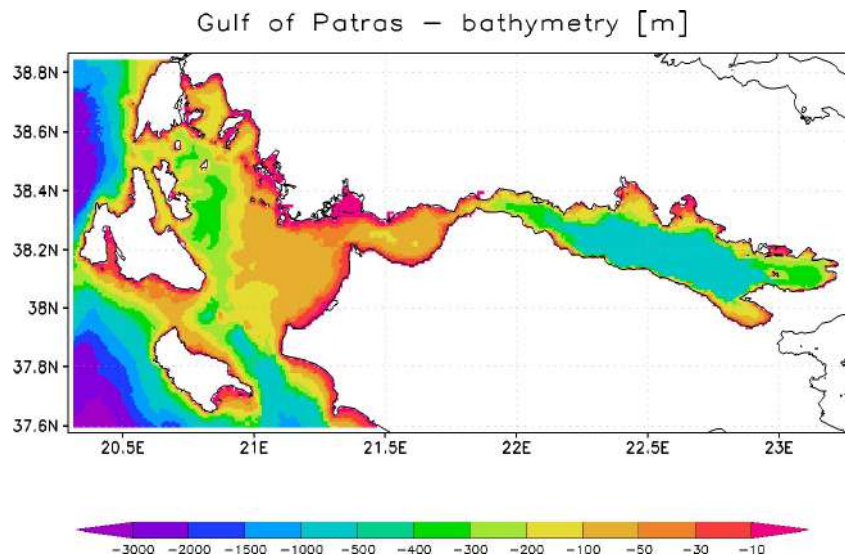 Gulf of Patras – bathymetry [m]
38.8N
38.6N
38.4N
38.2N
38N
37.8N
37.6N
20.5E 21E 21.5E 22E 22.5E 23E
-3000 -2000 -1500 -1000 -500 -400 -300 -200 -100 -50 -30 -10